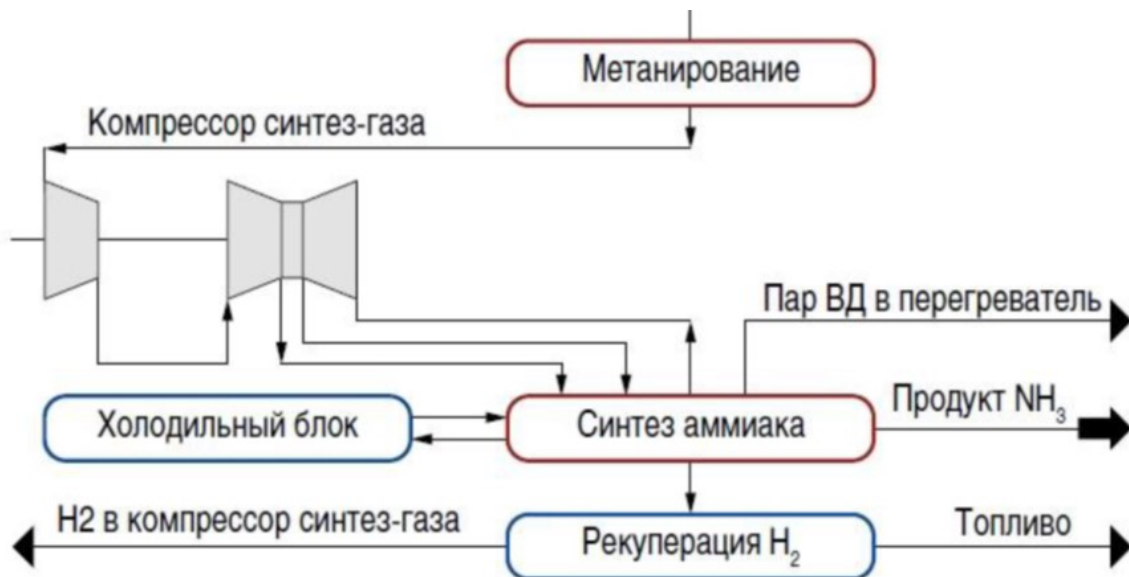 Метанирование
Компрессор синтез-газа
Пар ВД в перегреватель
Продукт NH₃
Холодильный блок
Синтез аммиака
H2 в компрессор синтез-газа
Рекуперация H₂
Топливо